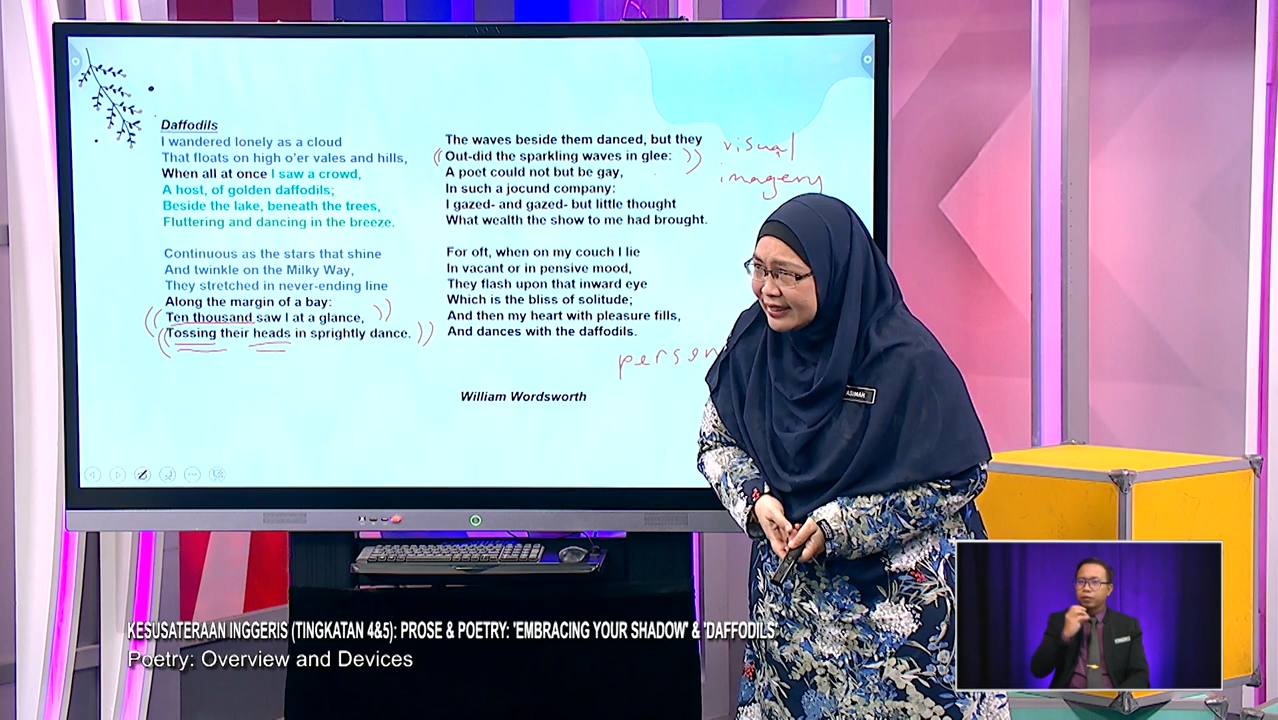 Daffodils
I wandered lonely as a cloud
That floats on high o'er vales and hills,
When all at once I saw a crowd,
A host, of golden daffodils;
Beside the lake, beneath the trees,
Fluttering and dancing in the breeze.
Continuous as the stars that shine
And twinkle on the Milky Way,
They stretched in never-ending line
Along the margin of a bay:
Ten thousand saw I at a glance,
Tossing their heads in sprightly dance.
The waves beside them danced, but they
Out-did the sparkling waves in glee:
A poet could not but be gay,
In such a jocund company:
I gazed- and gazed- but little thought
What wealth the show to me had brought.
For oft, when on my couch I lie
In vacant or in pensive mood,
They flash upon that inward eye
Which is the bliss of solitude;
And then my heart with pleasure fills,
And dances with the daffodils.
William Wordsworth
visual
imagery
person
KESUSATERAAN INGGERIS (TINGKATAN 4&5): PROSE & POETRY: 'EMBRACING YOUR SHADOW' & 'DAFFODILS'
Poetry: Overview and Devices